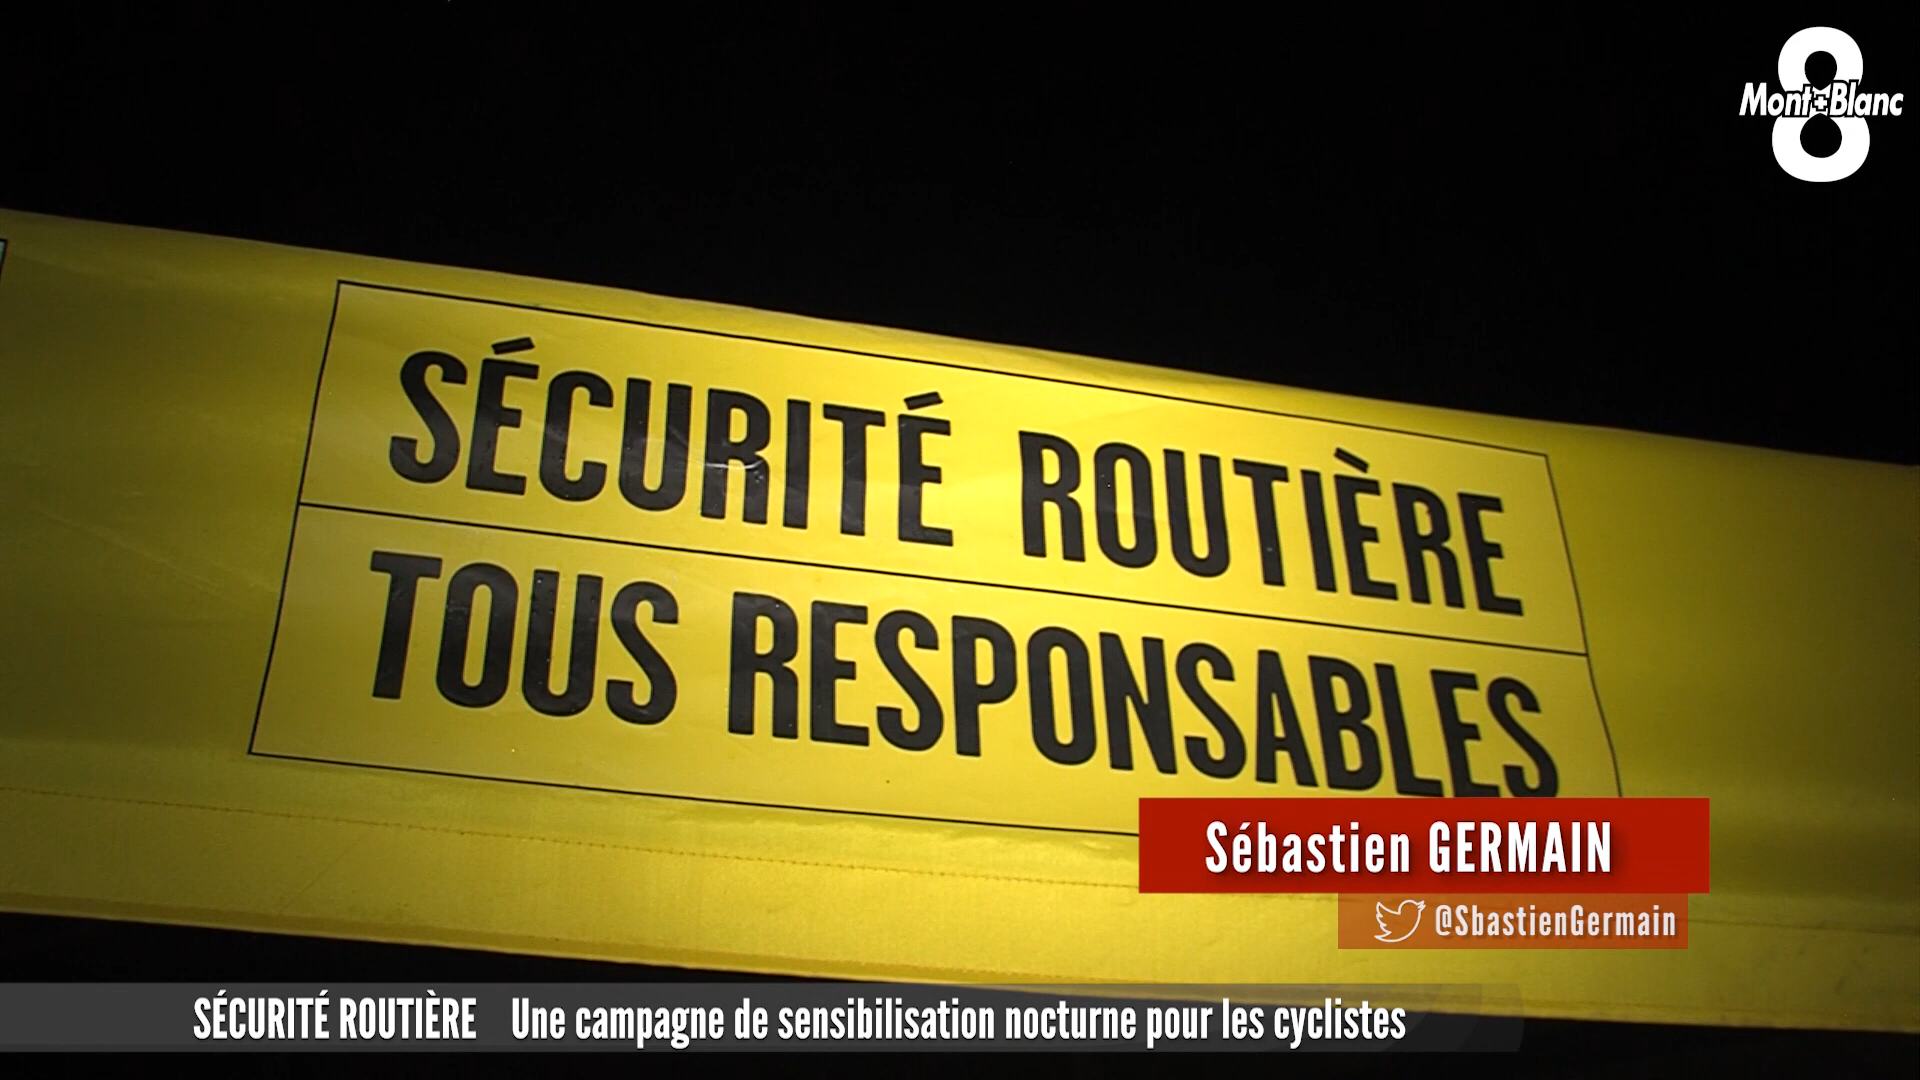 8
Mont-Blanc
SÉCURITÉ ROUTIÈRE
TOUS RESPONSABLES
Sébastien GERMAIN
@SbastienGermain
SÉCURITÉ ROUTIÈRE Une campagne de sensibilisation nocturne pour les cyclistes